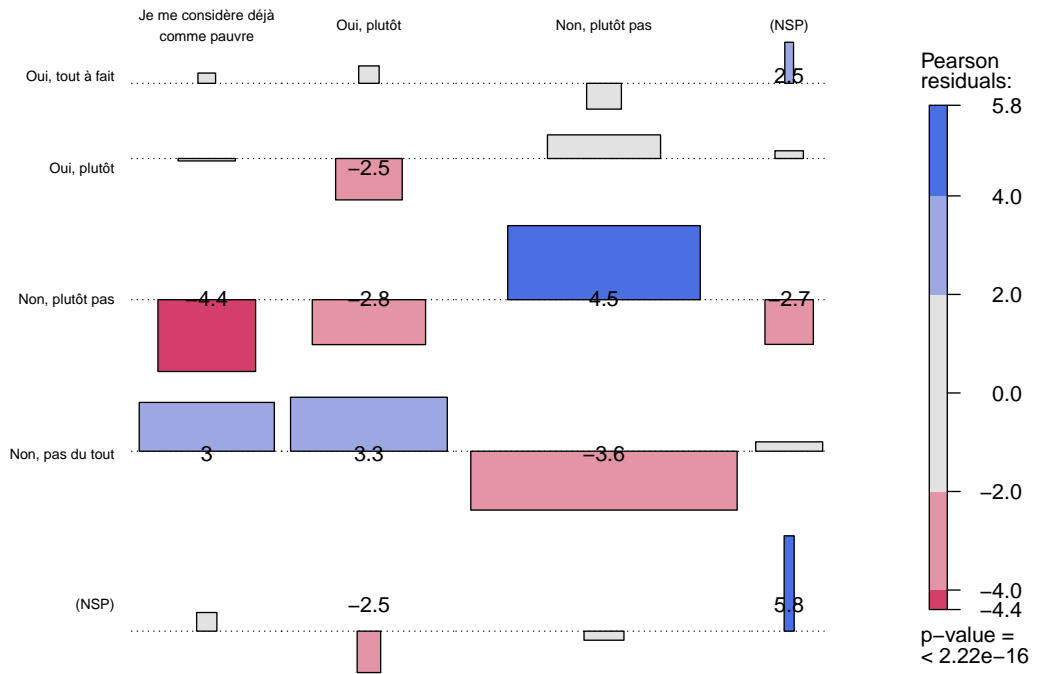 Je me considère déjà
comme pauvre
Oui, plutôt
Non, plutôt pas
(NSP)
Oui, tout à fait
2.5
Oui, plutôt
−2.5
Non, plutôt pas
−4.4
−2.8
4.5
−2.7
Non, pas du tout
3
3.3
−3.6
(NSP)
−2.5
5.8
Pearson
residuals:
5.8
4.0
2.0
0.0
−2.0
−4.0
−4.4
p−value =
< 2.22e−16